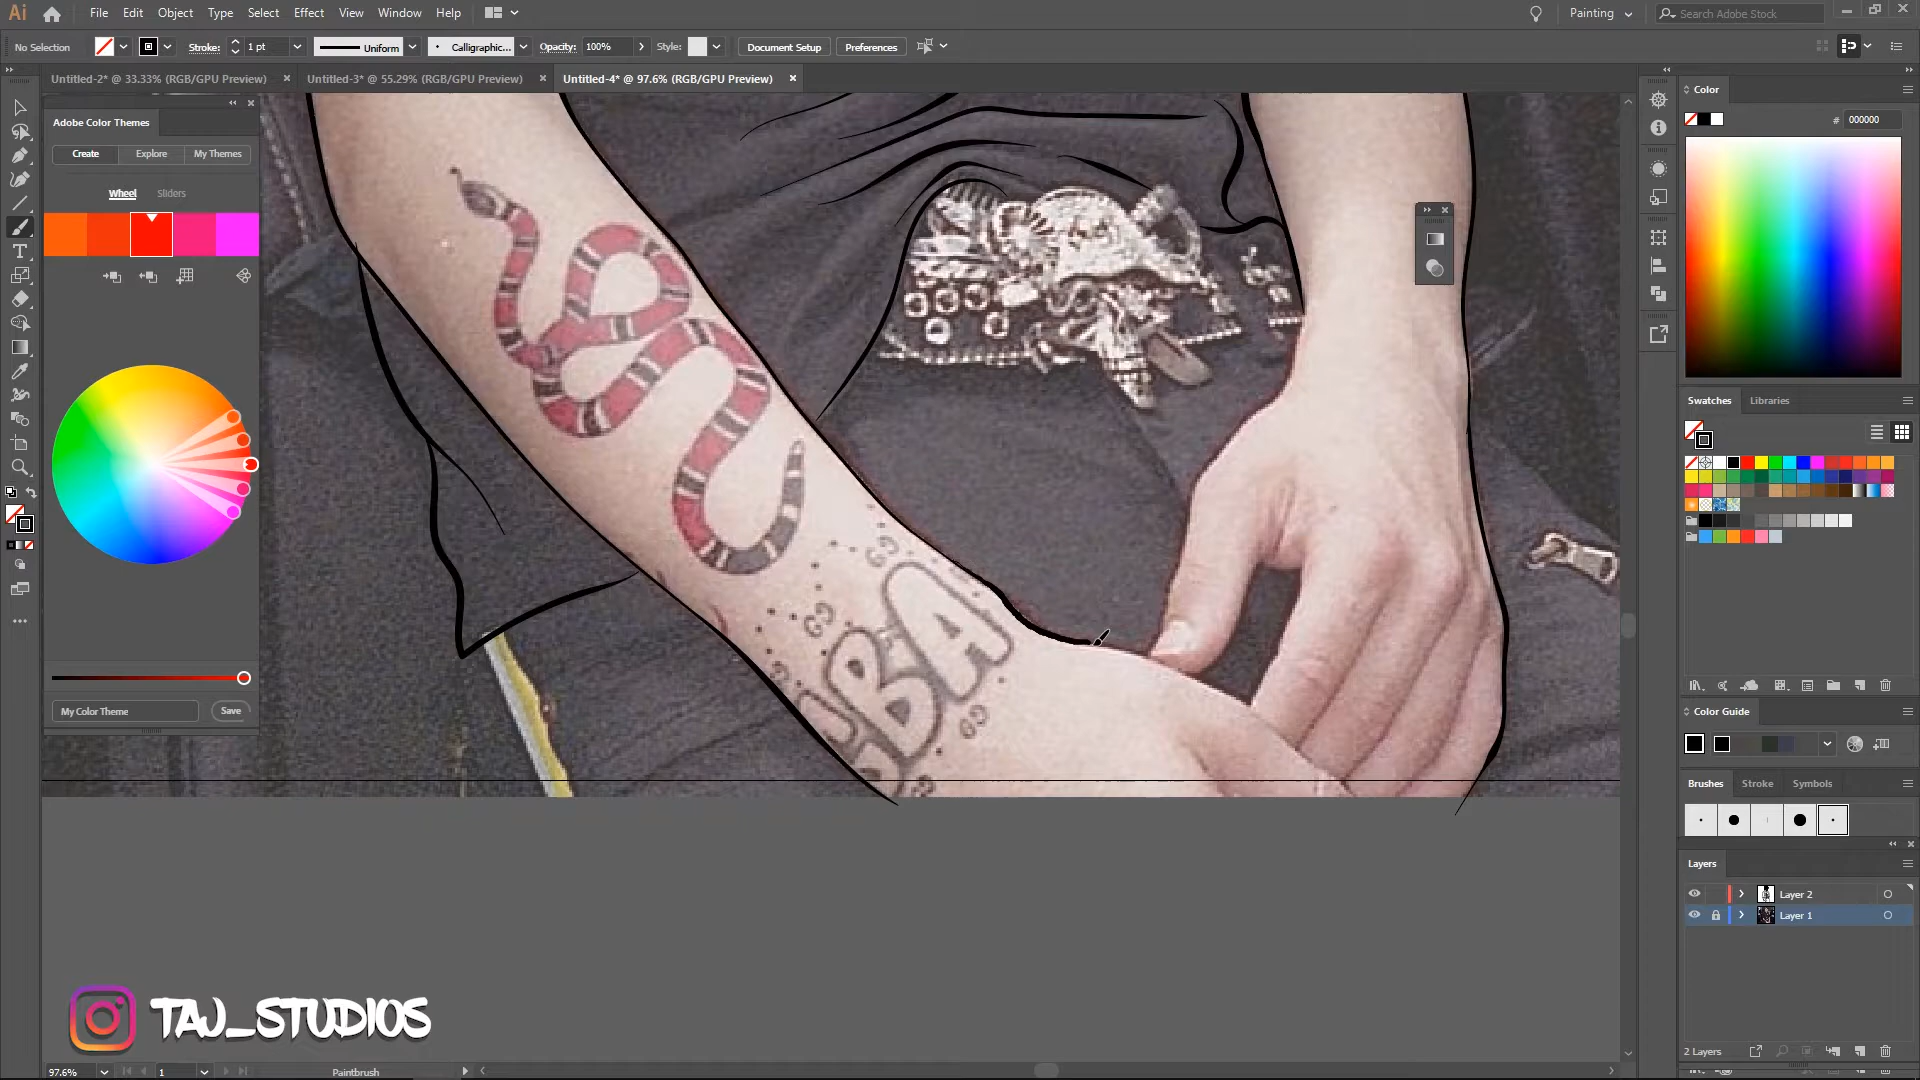 Ai File Edit Object Type Select Effect View Window Help Painting Search Adobe Stock
No Selection Stroke: 1 pt Uniform Calligraphic... Opacity: 100% Style: Document Setup Preferences
Untitled-2* @ 33.33% (RGB/GPU Preview) Untitled-3* @ 55.29% (RGB/GPU Preview) Untitled-4* @ 97.6% (RGB/GPU Preview)
Adobe Color Themes
Create Explore My Themes
Wheel Sliders
My Color Theme Save
Color
# 000000
Swatches Libraries
Color Guide
Brushes Stroke Symbols
Layers
Layer 2
Layer 1
2 Layers
69
69
69
BA
TAJ_STUDIOS
97.6% 1 Paintbrush